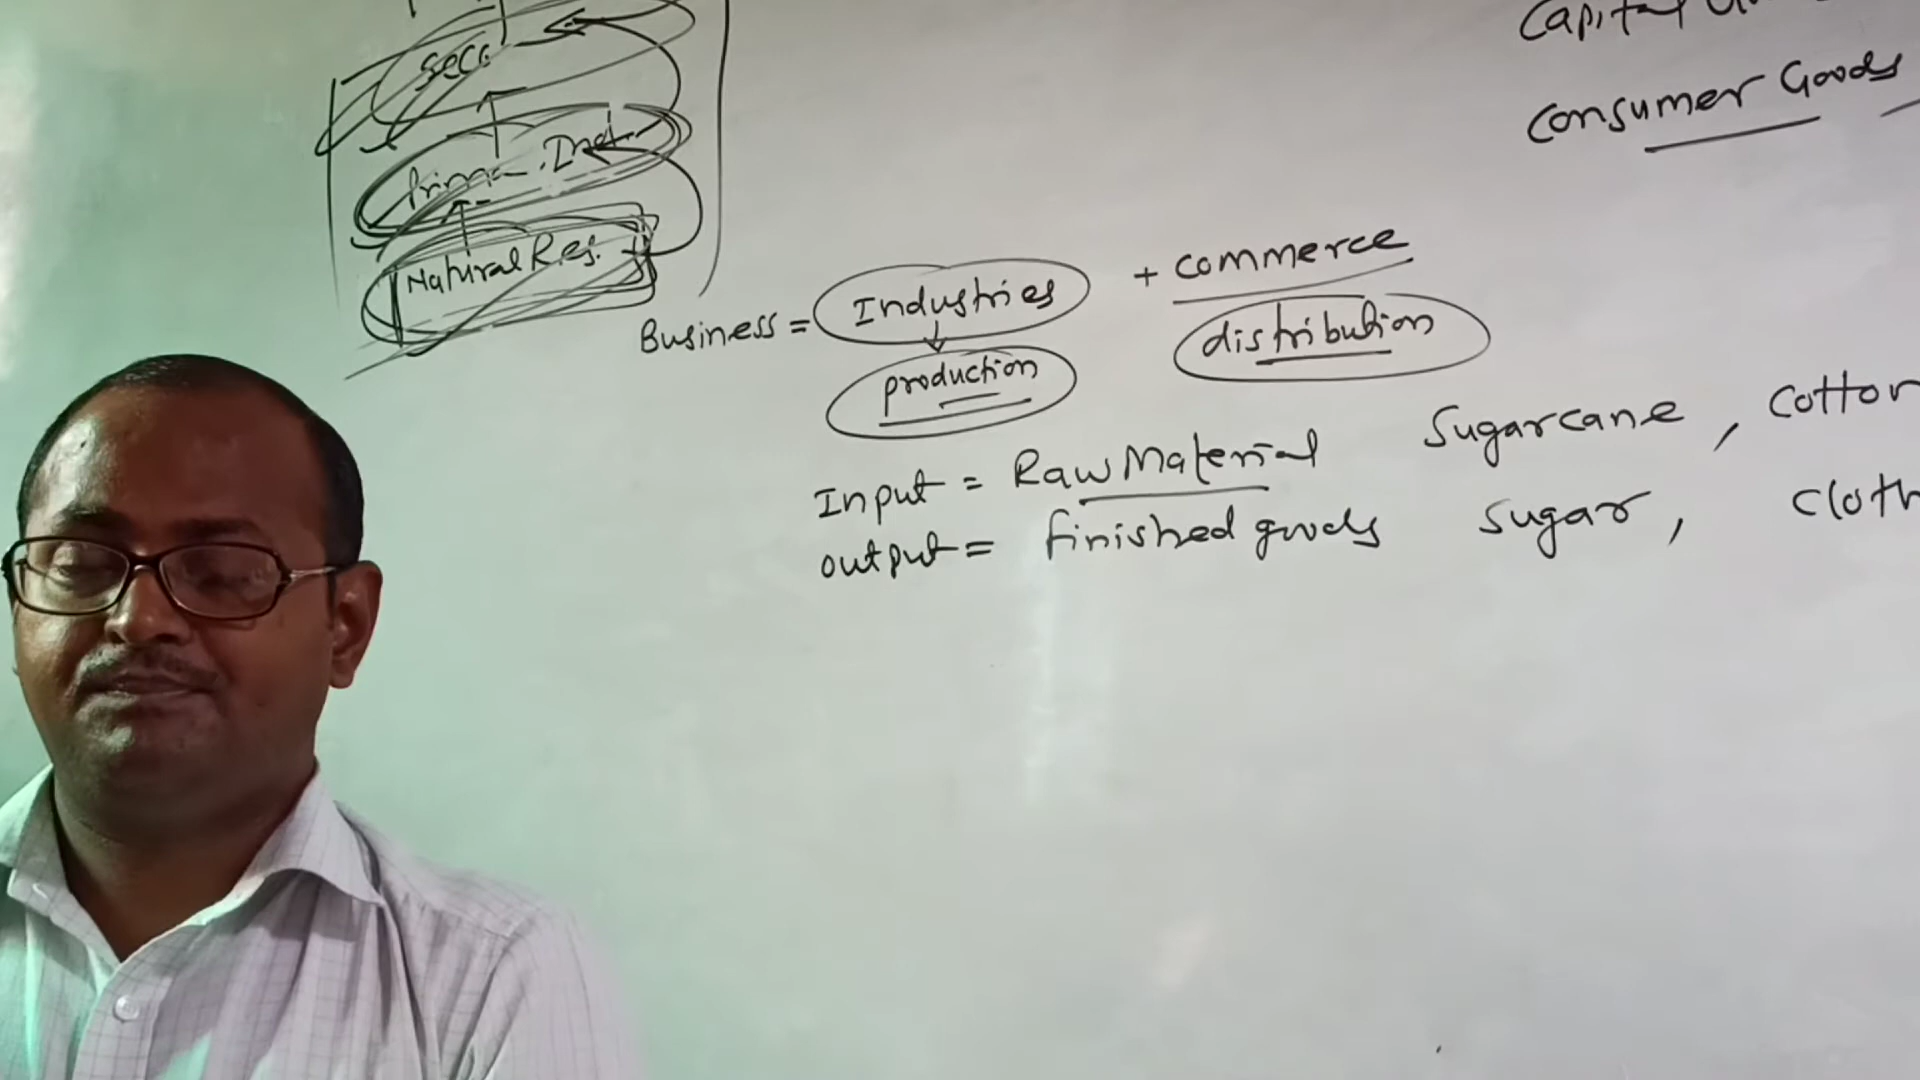 Capital
Consumer Goods
Natural Res.
Business = Industries + commerce
production distribution
Input = Raw Material Sugarcane, Cotton
output = finished goods sugar, cloth